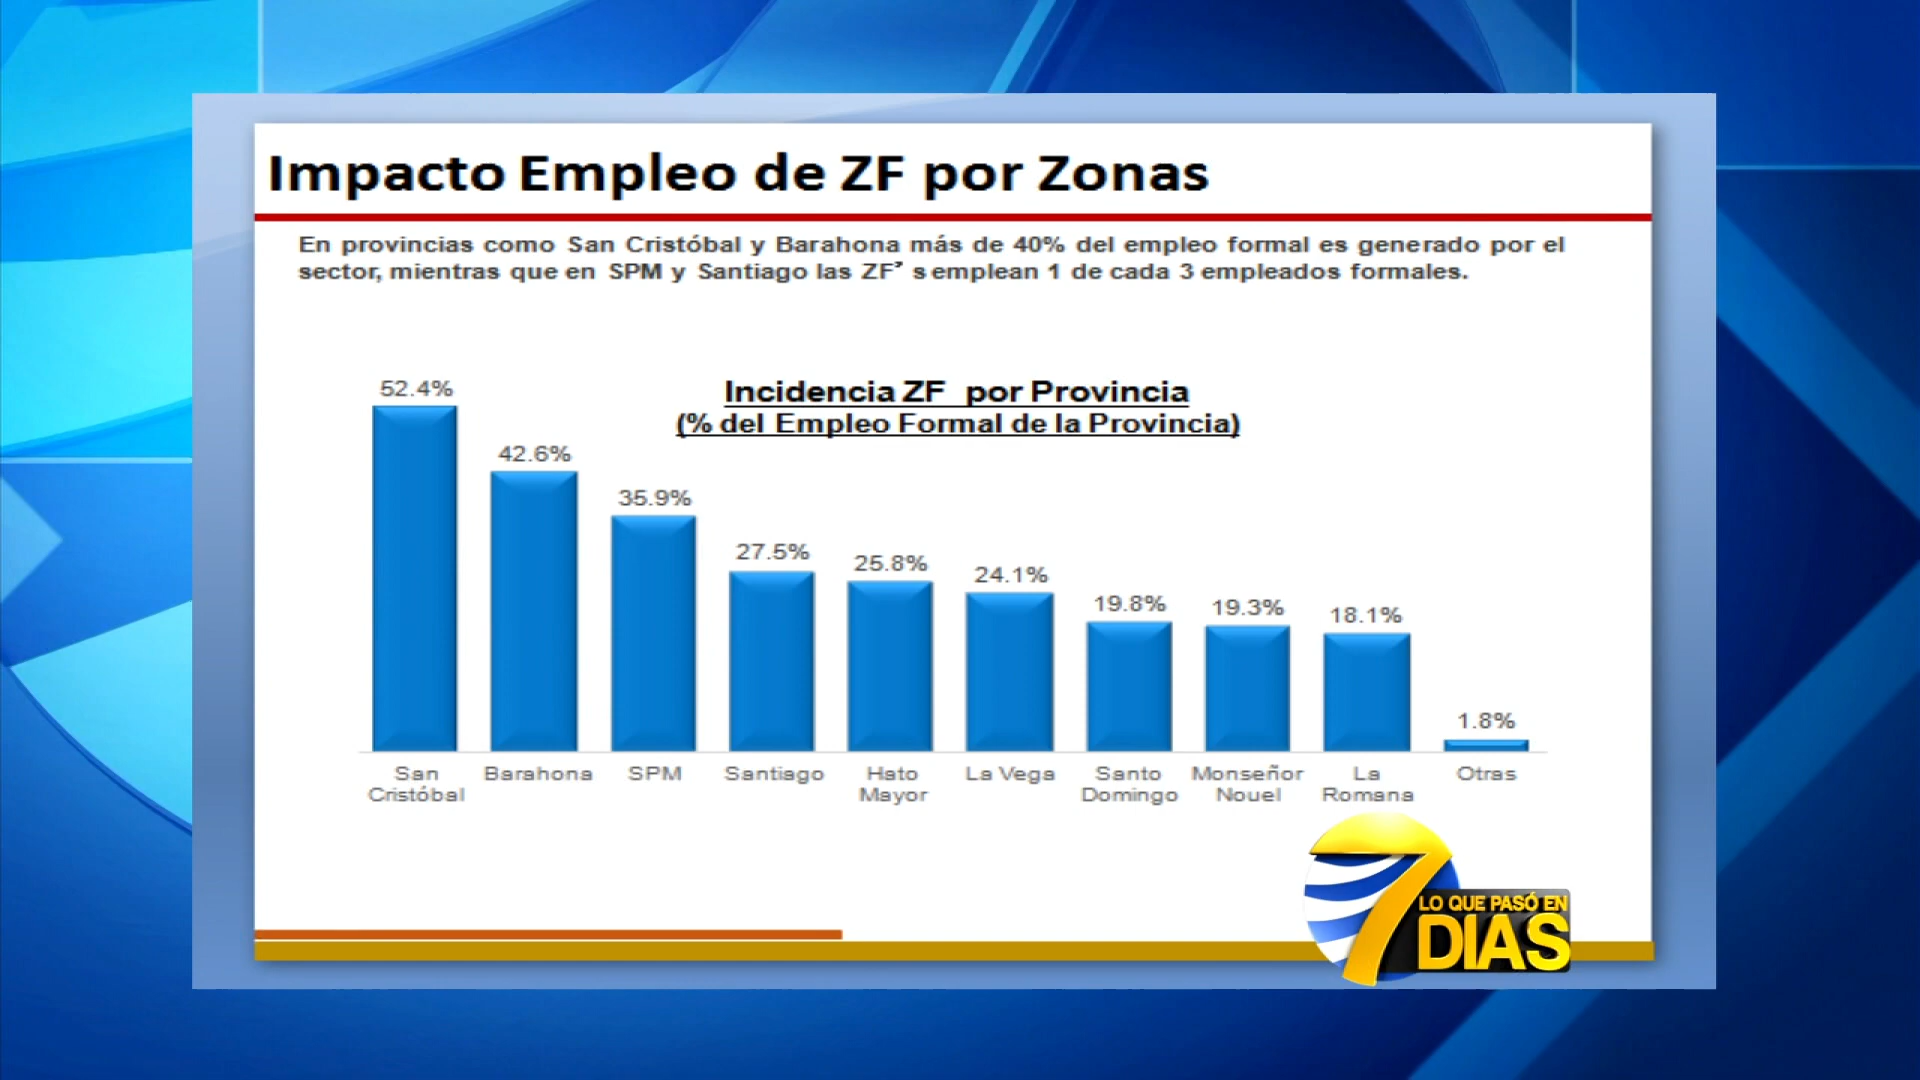 Impacto Empleo de ZF por Zonas
En provincias como San Cristóbal y Barahona más de 40% del empleo formal es generado por el
sector, mientras que en SPM y Santiago las ZF’ s emplean 1 de cada 3 empleados formales.
Incidencia ZF por Provincia
(% del Empleo Formal de la Provincia)
52.4%
42.6%
35.9%
27.5%
25.8%
24.1%
19.8%
19.3%
18.1%
1.8%
San Cristóbal
Barahona
SPM
Santiago
Hato Mayor
La Vega
Santo Domingo
Monseñor Nouel
La Romana
Otras
7
LO QUE PASÓ EN
DIAS